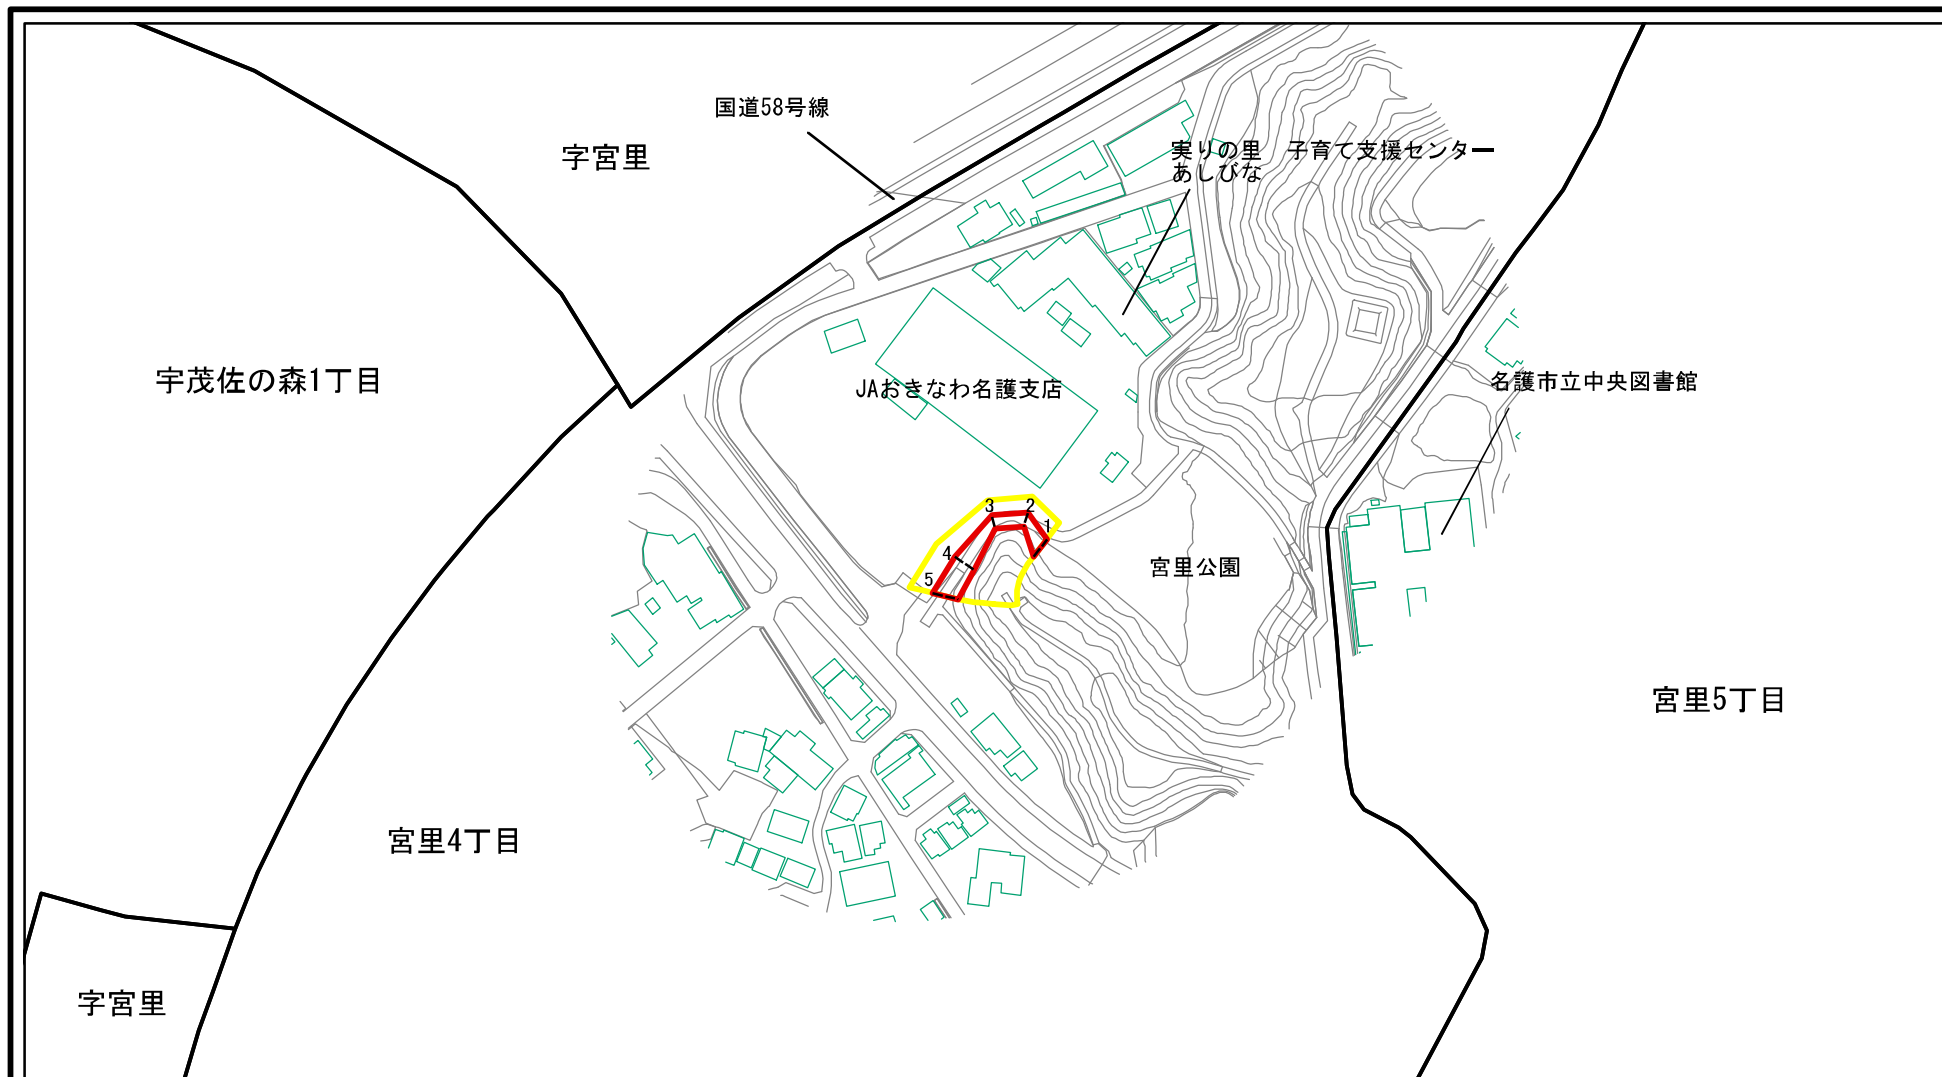 国道58号線
字宮里
実りの里　子育て支援センター
あしびな
宇茂佐の森1丁目
JAおきなわ名護支店
名護市立中央図書館
3
2
1
4
5
宮里公園
宮里5丁目
宮里4丁目
字宮里